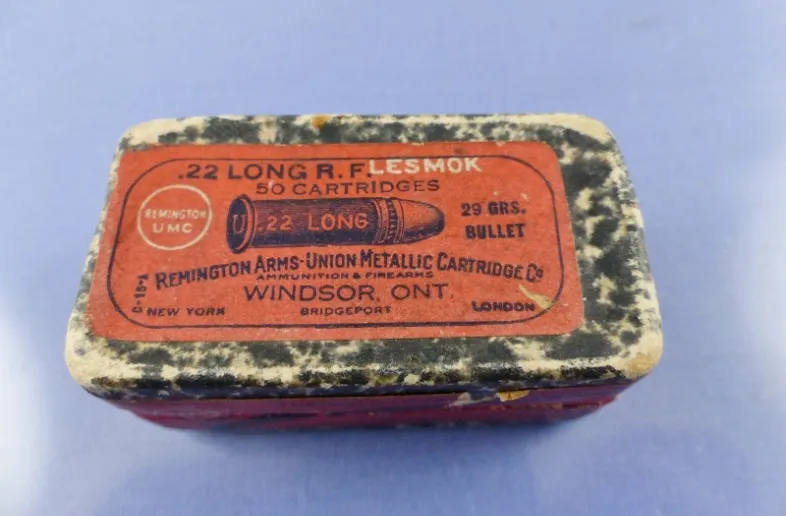 .22 LONG R. F. LESMOK
50 CARTRIDGES
REMINGTON
UMC
U .22 LONG
29 GRS.
BULLET
REMINGTON ARMS-UNION METALLIC CARTRIDGE Co
AMMUNITION & FIREARMS
WINDSOR, ONT.
C-15-A
NEW YORK BRIDGEPORT LONDON